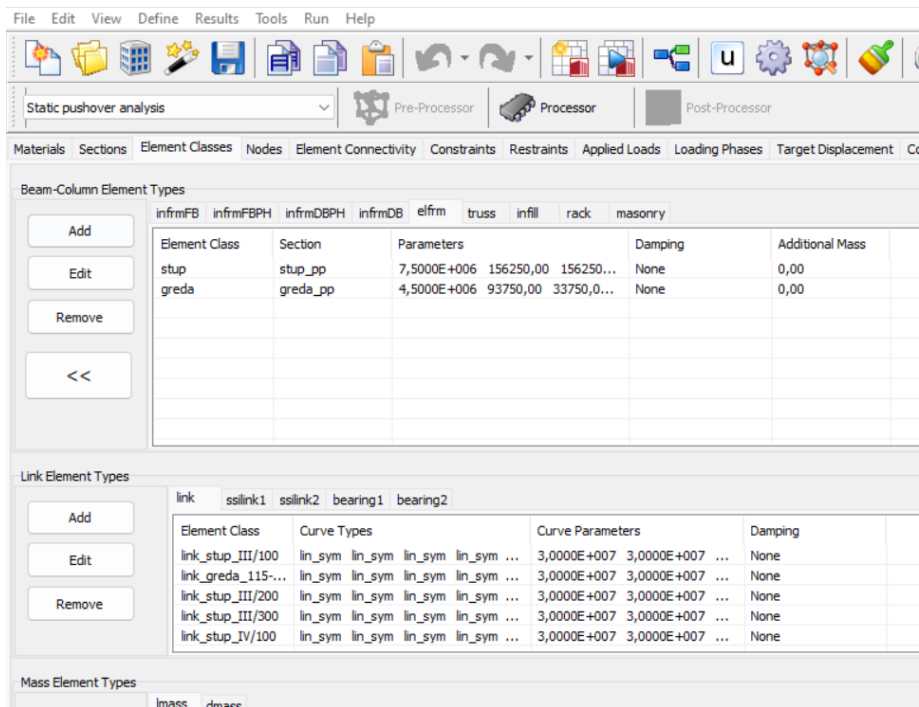 File Edit View Define Results Tools Run Help
u
Static pushover analysis Pre-Processor Processor Post-Processor
Materials Sections Element Classes Nodes Element Connectivity Constraints Restraints Applied Loads Loading Phases Target Displacement
Beam-Column Element Types
infrmFB infrmFBPH infrmDBPH infrmDB elfrm truss infill rack masonry
Add
Element Class Section Parameters Damping Additional Mass
stup stup_pp 7,5000E+006 156250,00 156250... None 0,00
Edit
greda greda_pp 4,5000E+006 93750,00 33750,0... None 0,00
Remove
<<
Link Element Types
link ssilink1 ssilink2 bearing1 bearing2
Add
Element Class Curve Types Curve Parameters Damping
link_stup_III/100 lin_sym lin_sym lin_sym lin_sym ... 3,0000E+007 3,0000E+007 ... None
Edit
link_greda_115-... lin_sym lin_sym lin_sym lin_sym ... 3,0000E+007 3,0000E+007 ... None
link_stup_III/200 lin_sym lin_sym lin_sym lin_sym ... 3,0000E+007 3,0000E+007 ... None
Remove
link_stup_III/300 lin_sym lin_sym lin_sym lin_sym ... 3,0000E+007 3,0000E+007 ... None
link_stup_IV/100 lin_sym lin_sym lin_sym lin_sym ... 3,0000E+007 3,0000E+007 ... None
Mass Element Types
lmass dmass